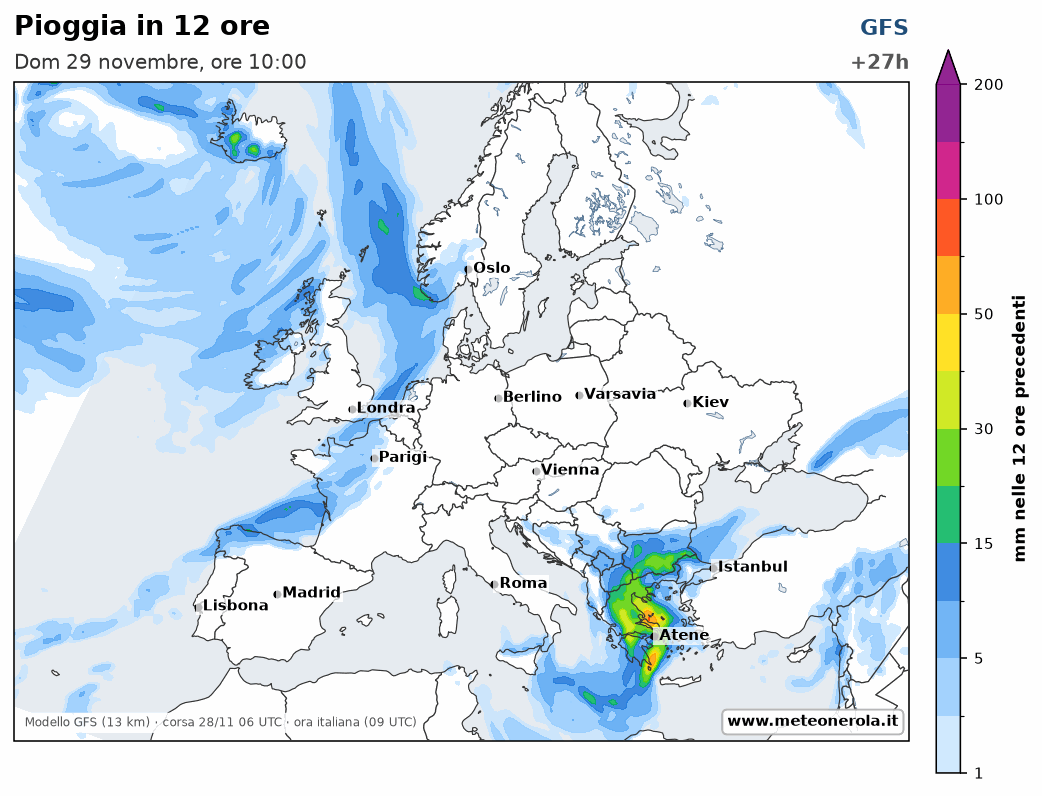 Pioggia in 12 ore
GFS
Dom 29 novembre, ore 10:00
+27h
200
100
50
30
15
5
1
mm nelle 12 ore precedenti
Oslo
Londra
Berlino
Varsavia
Kiev
Parigi
Vienna
Istanbul
Roma
Madrid
Lisbona
Atene
Modello GFS (13 km) · corsa 28/11 06 UTC · ora italiana (09 UTC)
www.meteonerola.it